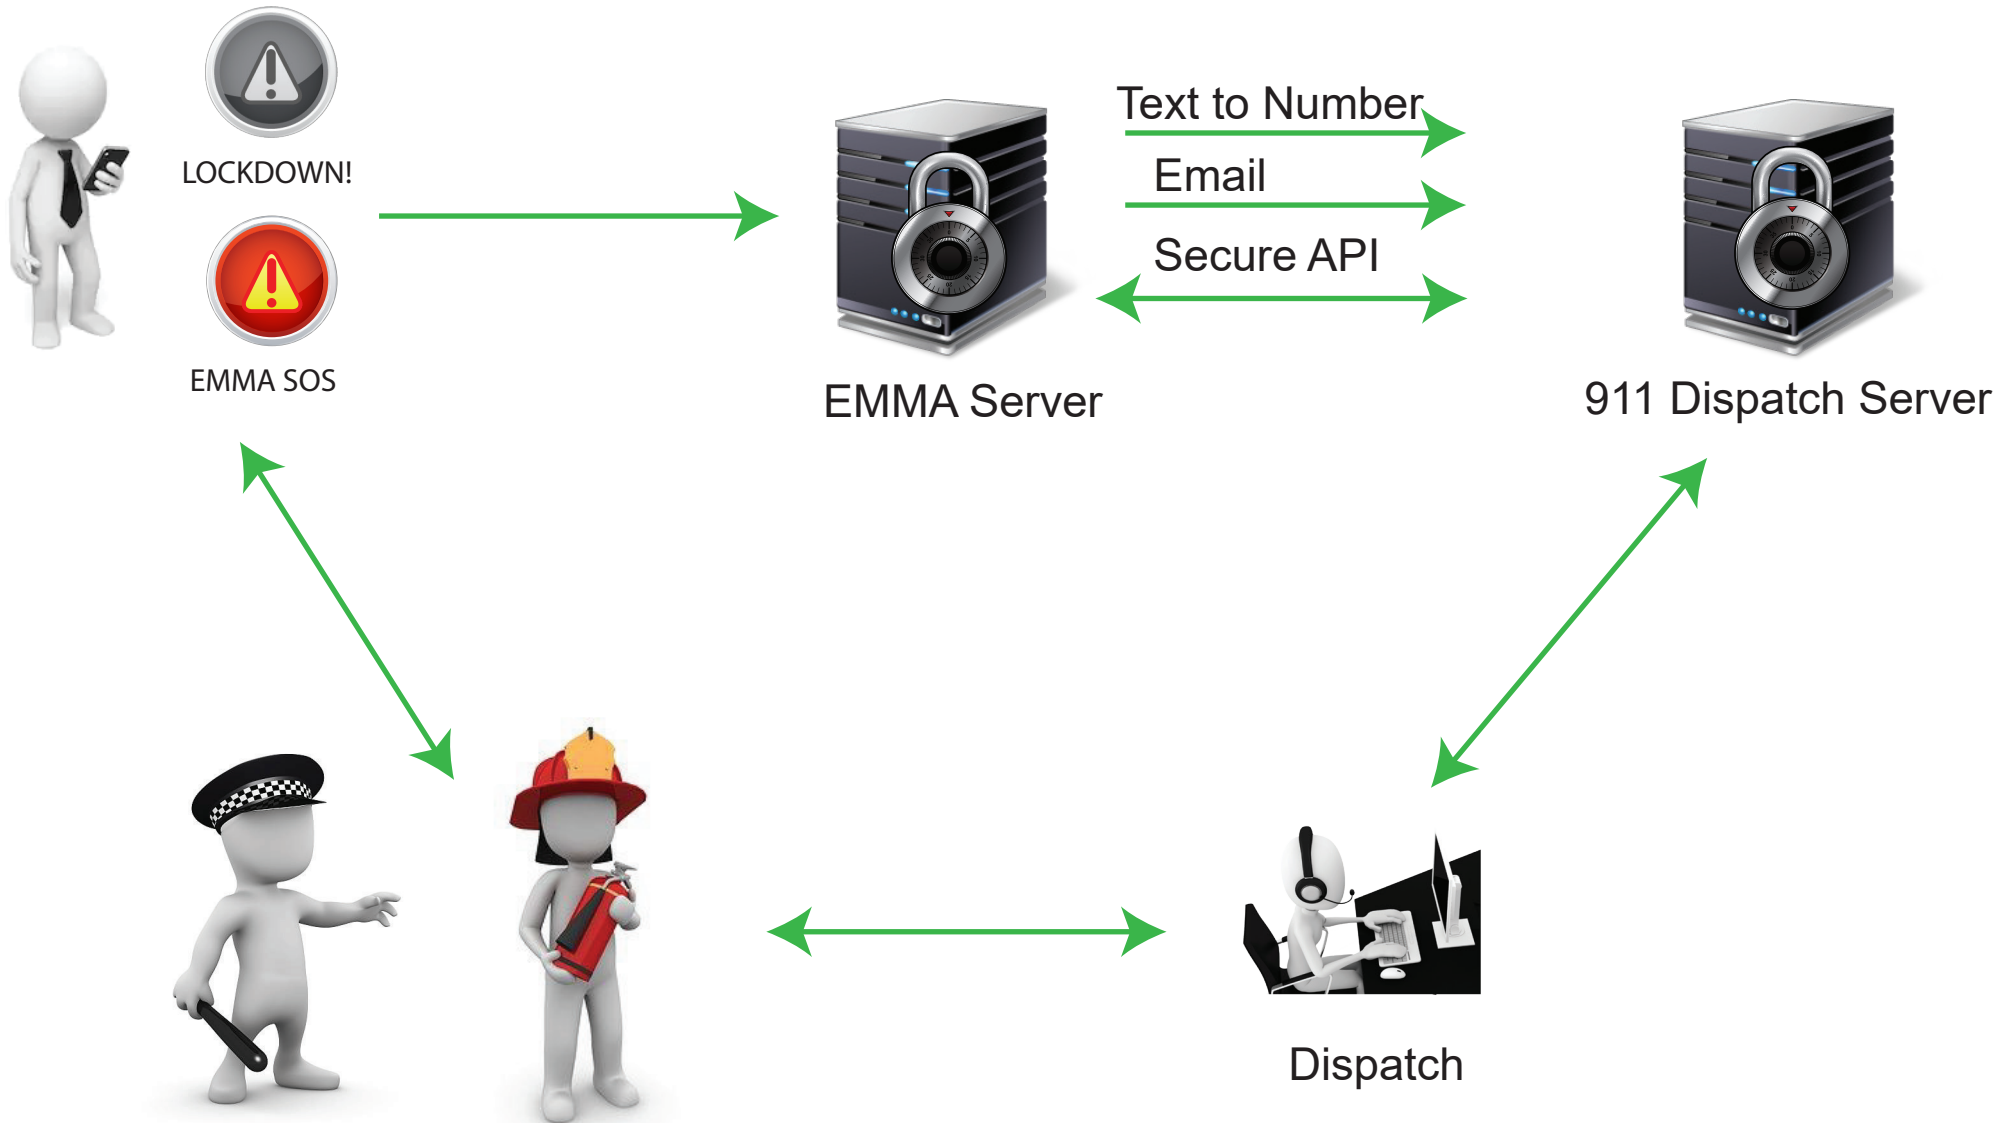 LOCKDOWN!
EMMA SOS
Text to Number
Email
Secure API
EMMA Server
911 Dispatch Server
Dispatch